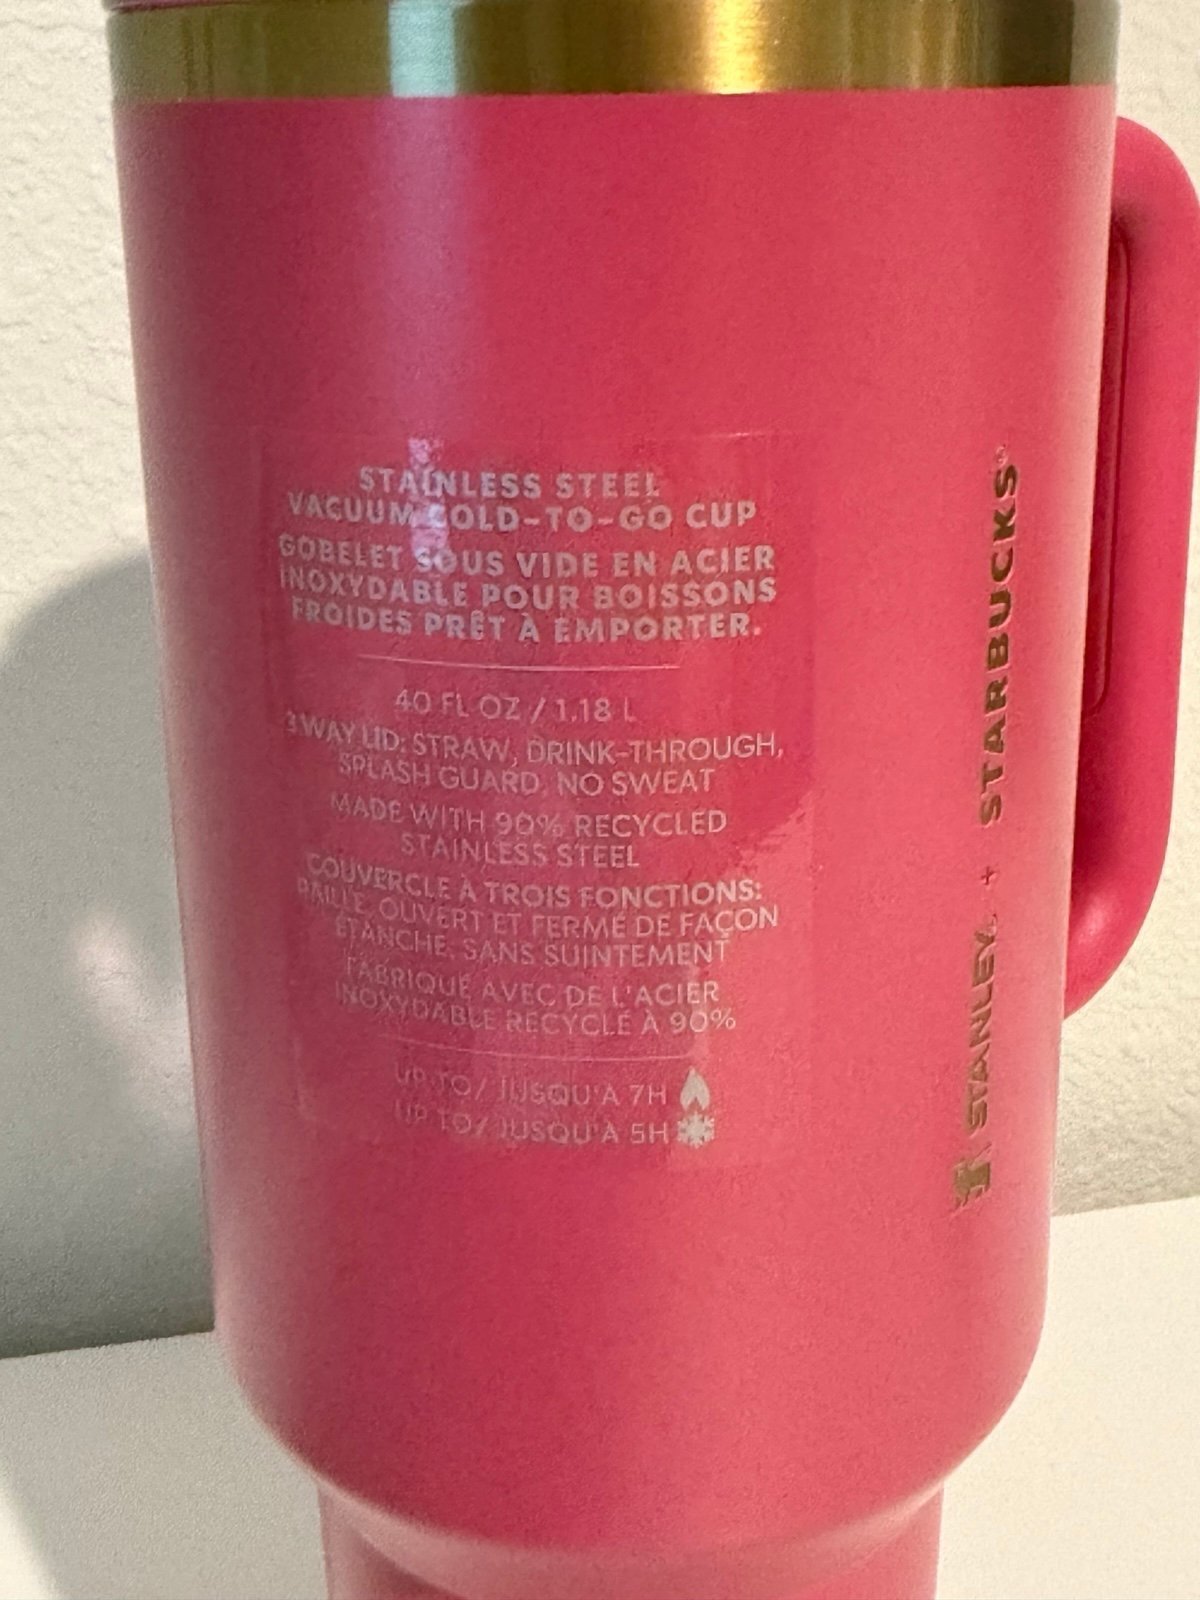 STAINLESS STEEL
VACUUM COLD-TO-GO CUP
GOBELET SOUS VIDE EN ACIER
INOXYDABLE POUR BOISSONS
FROIDES PRÊT À EMPORTER.
40 FL OZ / 1.18 L
3 WAY LID: STRAW, DRINK-THROUGH,
SPLASH GUARD, NO SWEAT
MADE WITH 90% RECYCLED
STAINLESS STEEL
COUVERCLE À TROIS FONCTIONS:
PAILLE, OUVERT ET FERMÉ DE FAÇON
ÉTANCHE. SANS SUINTEMENT
FABRIQUÉ AVEC DE L'ACIER
INOXYDABLE RECYCLÉ À 90%
UP TO / JUSQU'À 7H
UP TO / JUSQU'À 5H
STANLEY® + STARBUCKS®